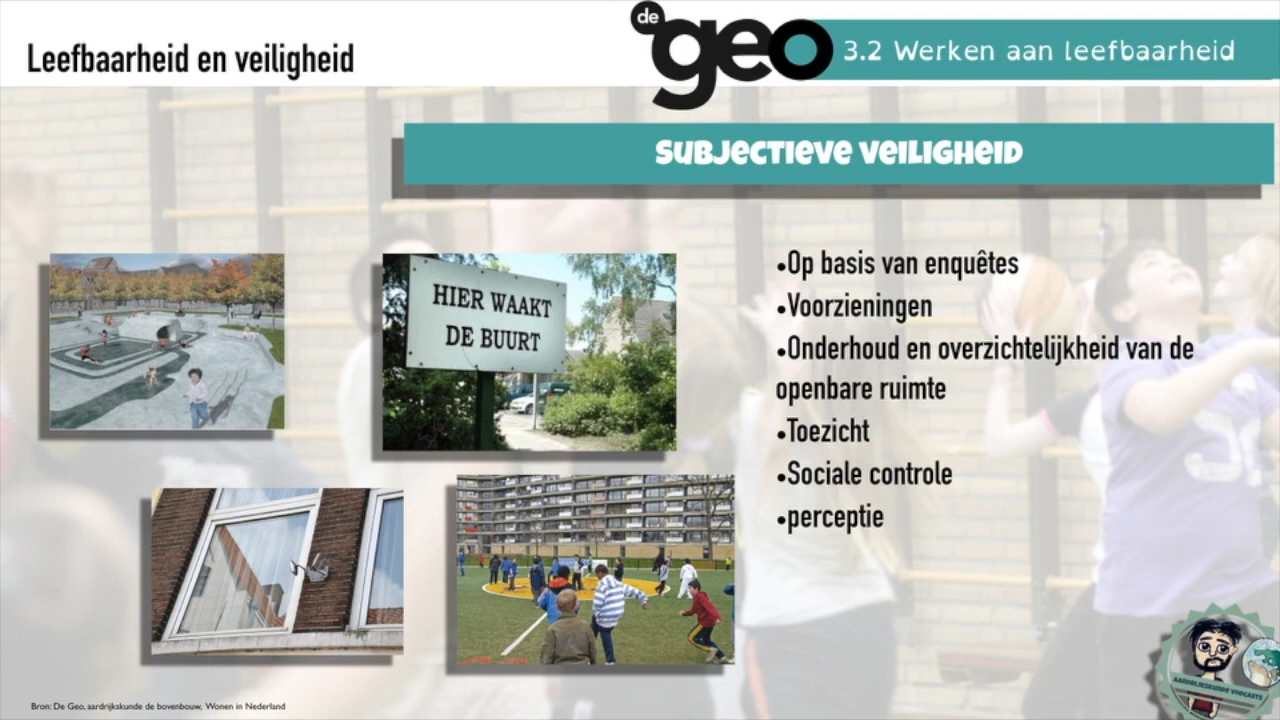 Leefbaarheid en veiligheid
de
geo
3.2 Werken aan leefbaarheid
SUBJECTIEVE VEILIGHEID
HIER WAAKT
DE BUURT
•Op basis van enquêtes
•Voorzieningen
•Onderhoud en overzichtelijkheid van de
openbare ruimte
•Toezicht
•Sociale controle
•perceptie
AARDRIJKSKUNDE VODCASTS
Bron: De Geo, aardrijkskunde de bovenbouw, Wonen in Nederland